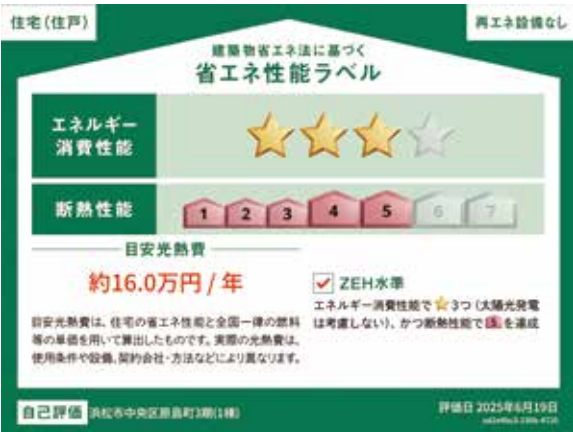 住宅(住戸)
再エネ設備なし
建築物省エネ法に基づく
省エネ性能ラベル
エネルギー
消費性能
断熱性能
1 2 3 4 5 6 7
目安光熱費
約16.0万円 / 年
目安光熱費は、住宅の省エネ性能と全国一律の燃料
等の単価を用いて算出したものです。実際の光熱費は、
使用条件や設備、契約会社・方法などにより異なります。
ZEH水準
エネルギー消費性能で⭐3つ(太陽光発電
は考慮しない)、かつ断熱性能で5を達成
自己評価 浜松市中央区原島町3期(1棟)
評価日 2025年6月19日